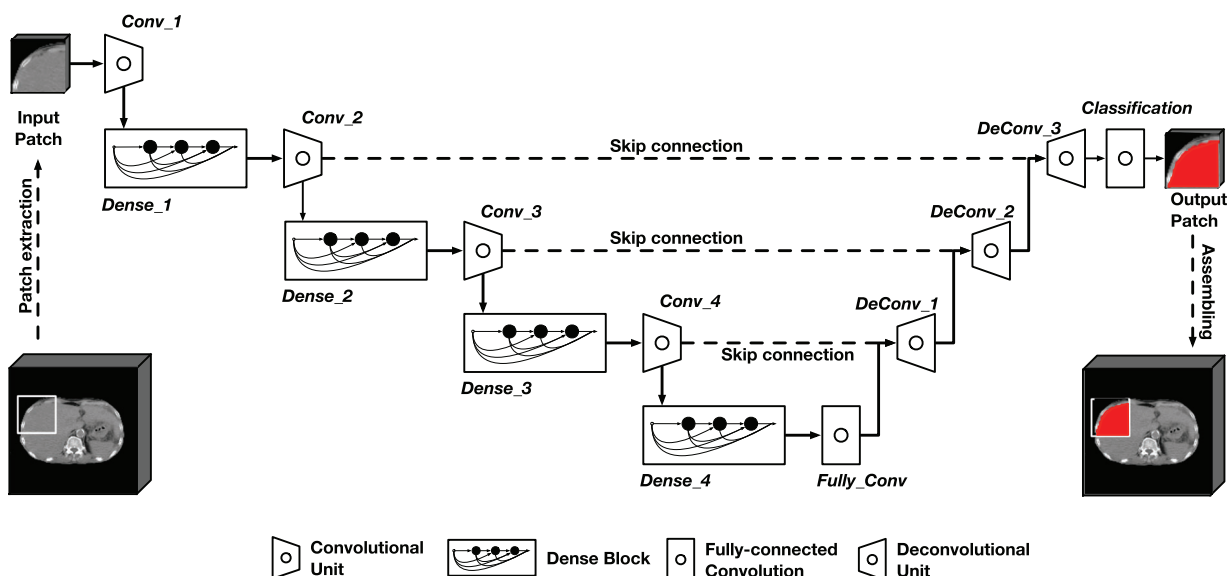 Conv_1
Input
Patch
Patch extraction
Dense_1
Conv_2
Skip connection
DeConv_3
Classification
Output
Patch
Assembling
Dense_2
Conv_3
Skip connection
DeConv_2
Dense_3
Conv_4
Skip connection
DeConv_1
Dense_4
Fully_Conv
Convolutional
Unit
Dense Block
Fully-connected
Convolution
Deconvolutional
Unit